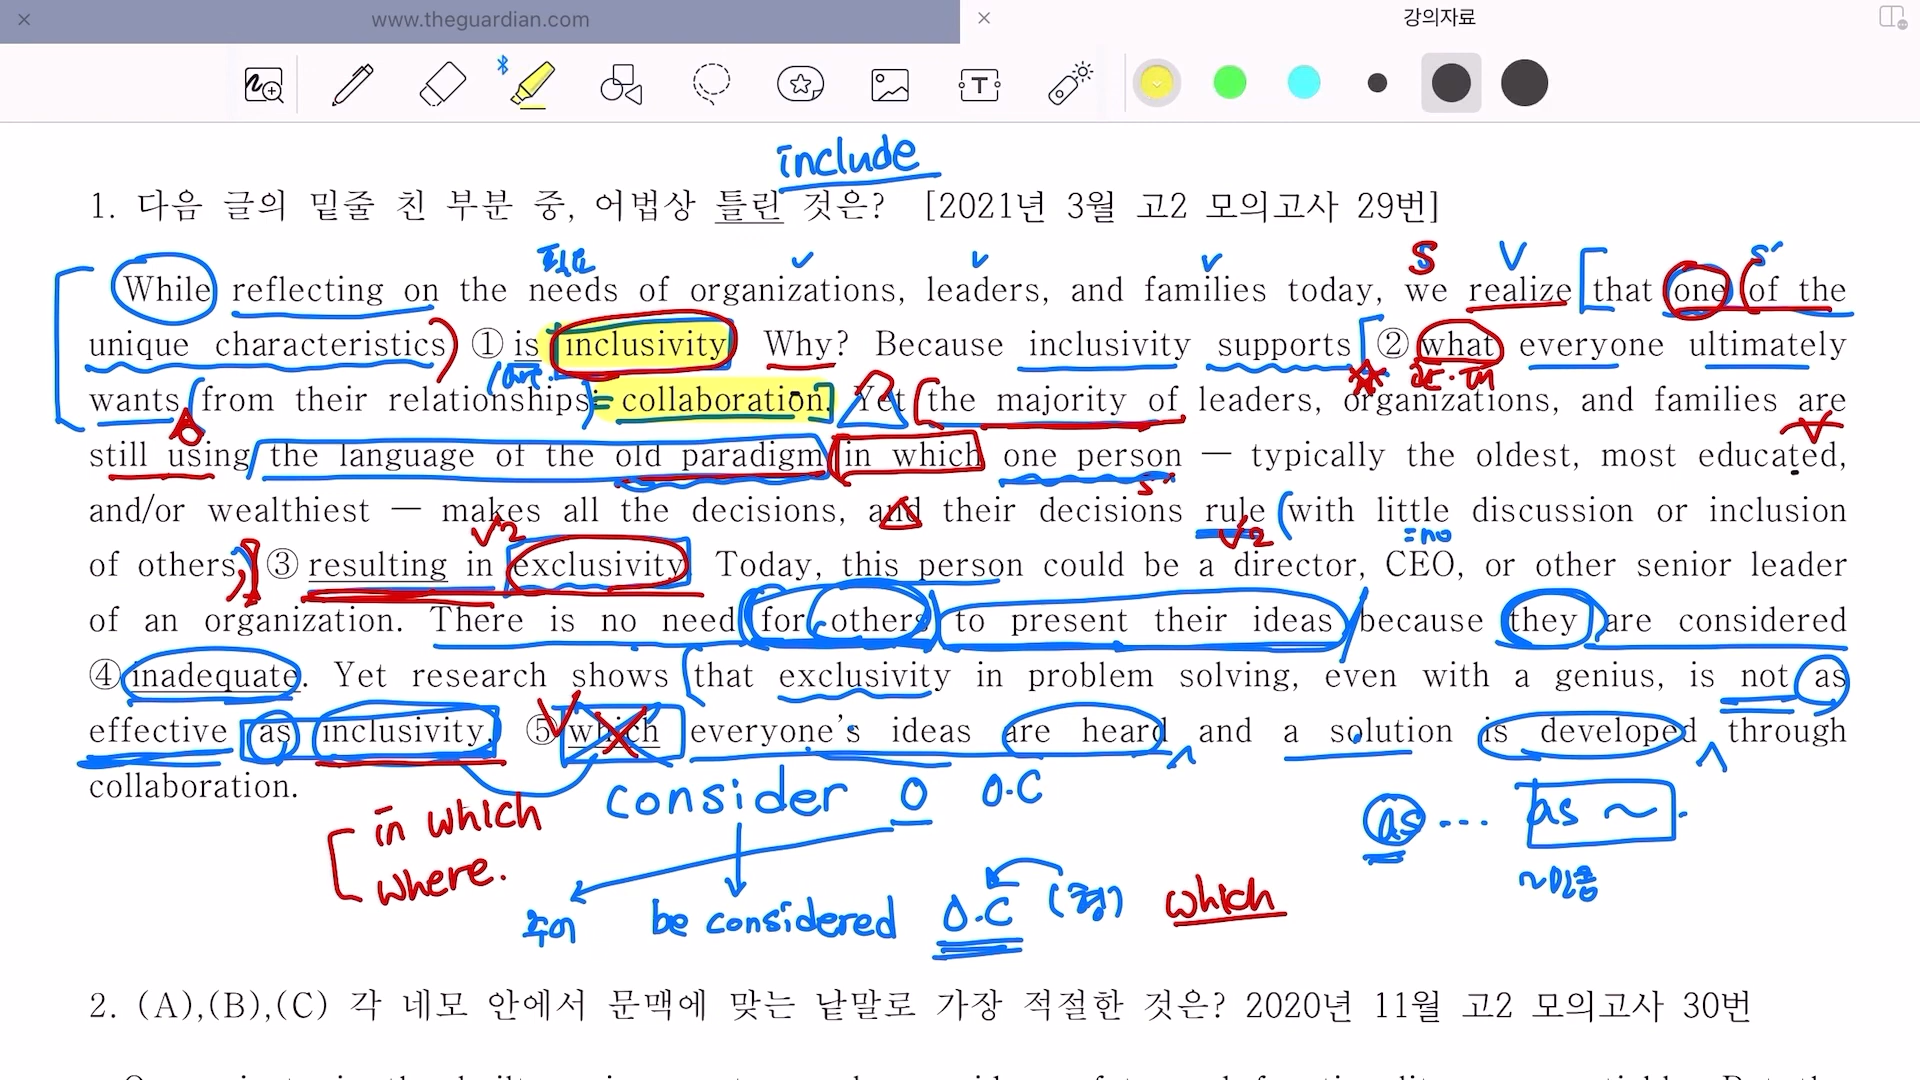 www.theguardian.com
강의자료
include
1. 다음 글의 밑줄 친 부분 중, 어법상 틀린 것은? [2021년 3월 고2 모의고사 29번]
필요 v v v S V s'
While reflecting on the needs of organizations, leaders, and families today, we realize that one of the
unique characteristics ① is inclusivity. Why? Because inclusivity supports ② what everyone ultimately
are.
wants from their relationships: collaboration. Yet the majority of leaders, organizations, and families are
still using the language of the old paradigm in which one person — typically the oldest, most educated,
and/or wealthiest — makes all the decisions, and their decisions rule with little discussion or inclusion
V2 V2 =no
of others, ③ resulting in exclusivity. Today, this person could be a director, CEO, or other senior leader
of an organization. There is no need for others to present their ideas because they are considered
④ inadequate. Yet research shows that exclusivity in problem solving, even with a genius, is not as
effective as inclusivity, ⑤ which everyone's ideas are heard and a solution is developed through
collaboration.
consider O O.C
in which
where.
as ... as ~.
~만큼
주어 be considered O.C (형) which
2. (A),(B),(C) 각 네모 안에서 문맥에 맞는 낱말로 가장 적절한 것은? 2020년 11월 고2 모의고사 30번